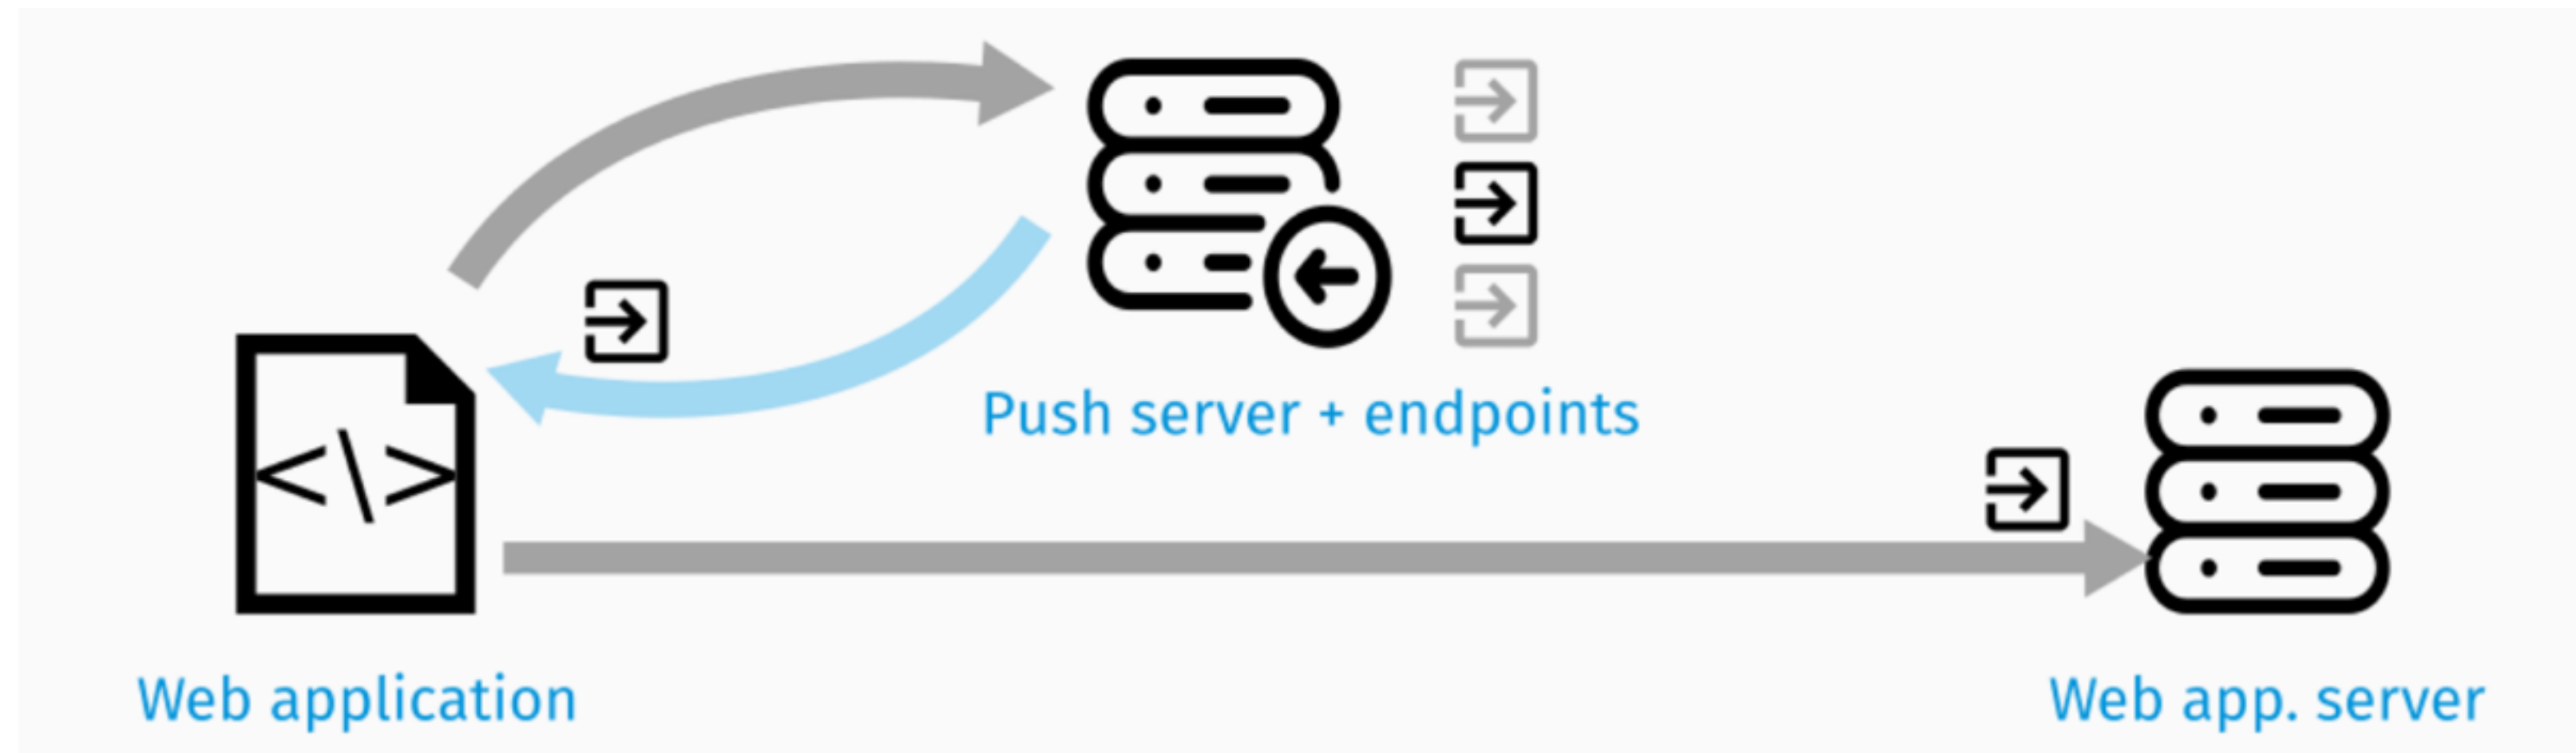 Push server + endpoints
<\>
Web application
Web app. server